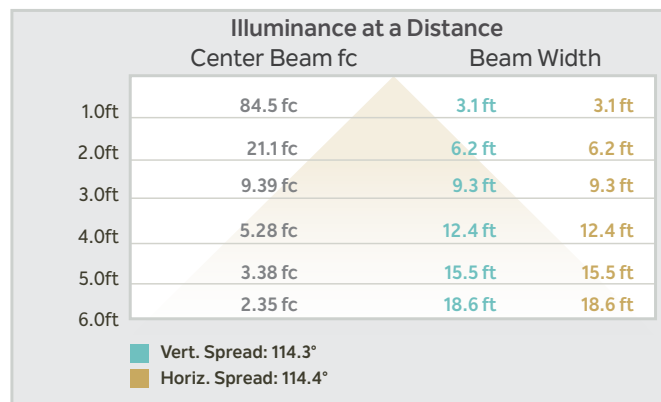 Illuminance at a Distance
Center Beam fc Beam Width
1.0ft 84.5 fc 3.1 ft 3.1 ft
2.0ft 21.1 fc 6.2 ft 6.2 ft
3.0ft 9.39 fc 9.3 ft 9.3 ft
4.0ft 5.28 fc 12.4 ft 12.4 ft
5.0ft 3.38 fc 15.5 ft 15.5 ft
6.0ft 2.35 fc 18.6 ft 18.6 ft
Vert. Spread: 114.3°
Horiz. Spread: 114.4°